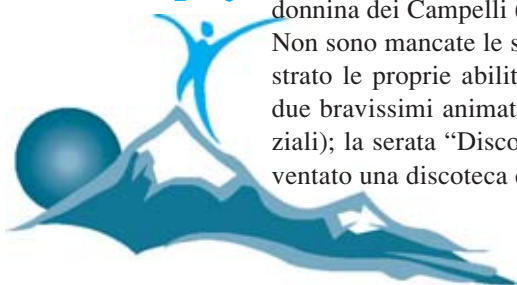 donnina dei Campelli (
Non sono mancate le s
strato le proprie abilit
due bravissimi animat
ziali); la serata “Disco
ventato una discoteca